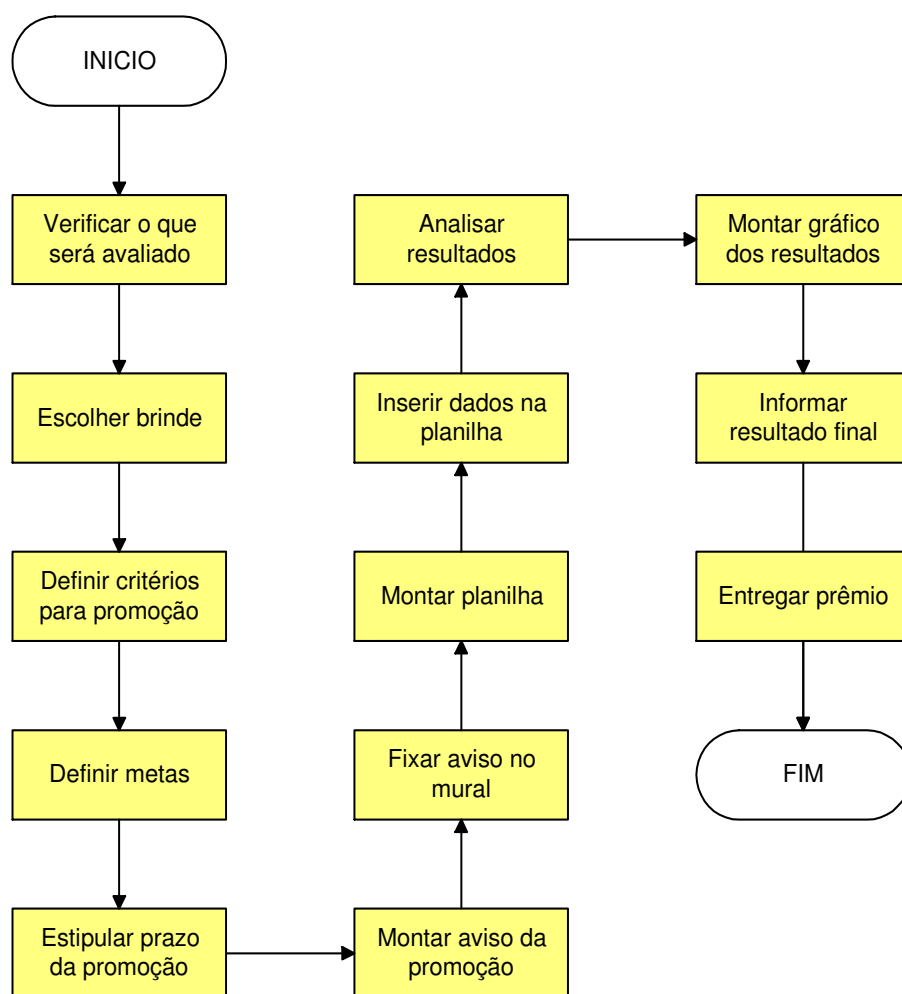 INICIO
Verificar o que
será avaliado
Escolher brinde
Definir critérios
para promoção
Definir metas
Estipular prazo
da promoção
Montar aviso da
promoção
Fixar aviso no
mural
Montar planilha
Inserir dados na
planilha
Analisar
resultados
Montar gráfico
dos resultados
Informar
resultado final
Entregar prêmio
FIM